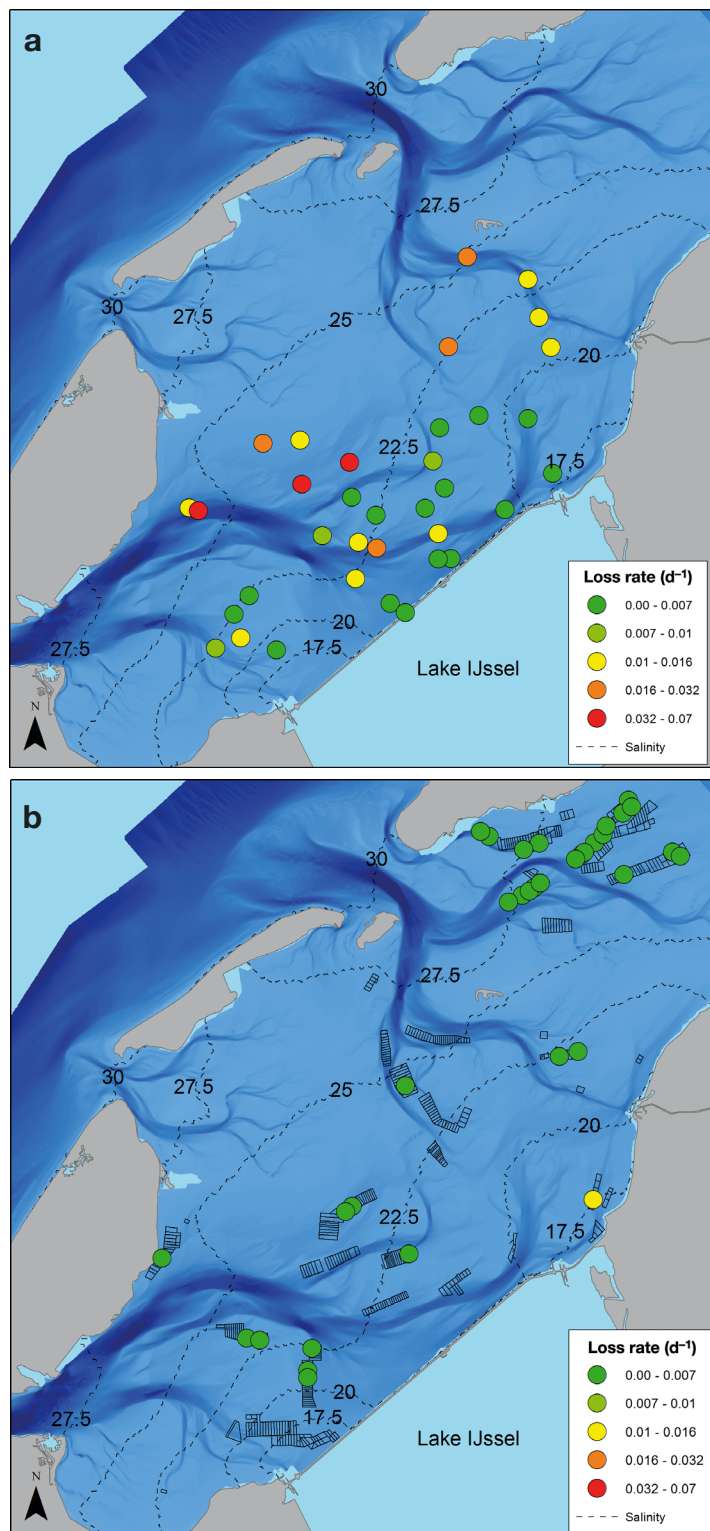 a
30
27.5
30
27.5
25
20
22.5
17.5
20
17.5
27.5
Lake IJssel
N
Loss rate (d⁻¹)
0.00 - 0.007
0.007 - 0.01
0.01 - 0.016
0.016 - 0.032
0.032 - 0.07
Salinity
b
30
27.5
30
27.5
25
20
22.5
17.5
20
17.5
27.5
Lake IJssel
N
Loss rate (d⁻¹)
0.00 - 0.007
0.007 - 0.01
0.01 - 0.016
0.016 - 0.032
0.032 - 0.07
Salinity